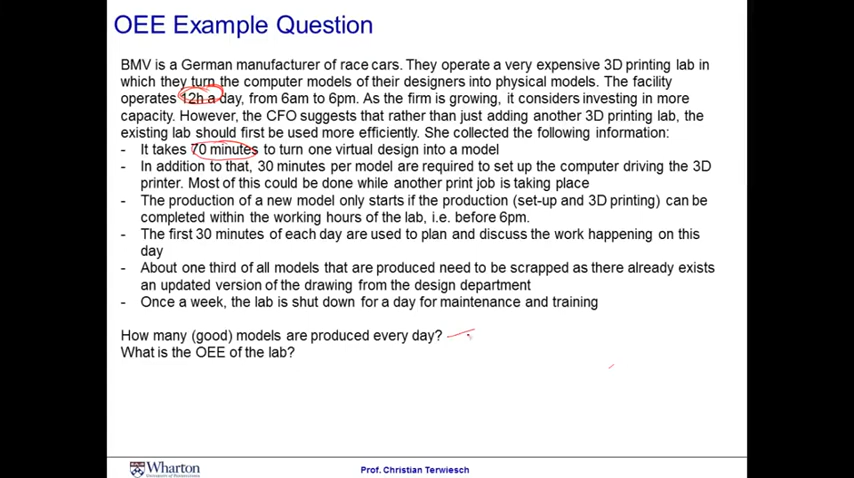 OEE Example Question
BMV is a German manufacturer of race cars. They operate a very expensive 3D printing lab in
which they turn the computer models of their designers into physical models. The facility
operates 12h a day, from 6am to 6pm. As the firm is growing, it considers investing in more
capacity. However, the CFO suggests that rather than just adding another 3D printing lab, the
existing lab should first be used more efficiently. She collected the following information:
- It takes 70 minutes to turn one virtual design into a model
- In addition to that, 30 minutes per model are required to set up the computer driving the 3D
printer. Most of this could be done while another print job is taking place
- The production of a new model only starts if the production (set-up and 3D printing) can be
completed within the working hours of the lab, i.e. before 6pm.
- The first 30 minutes of each day are used to plan and discuss the work happening on this
day
- About one third of all models that are produced need to be scrapped as there already exists
an updated version of the drawing from the design department
- Once a week, the lab is shut down for a day for maintenance and training
How many (good) models are produced every day?
What is the OEE of the lab?
Wharton
Prof. Christian Terwiesch